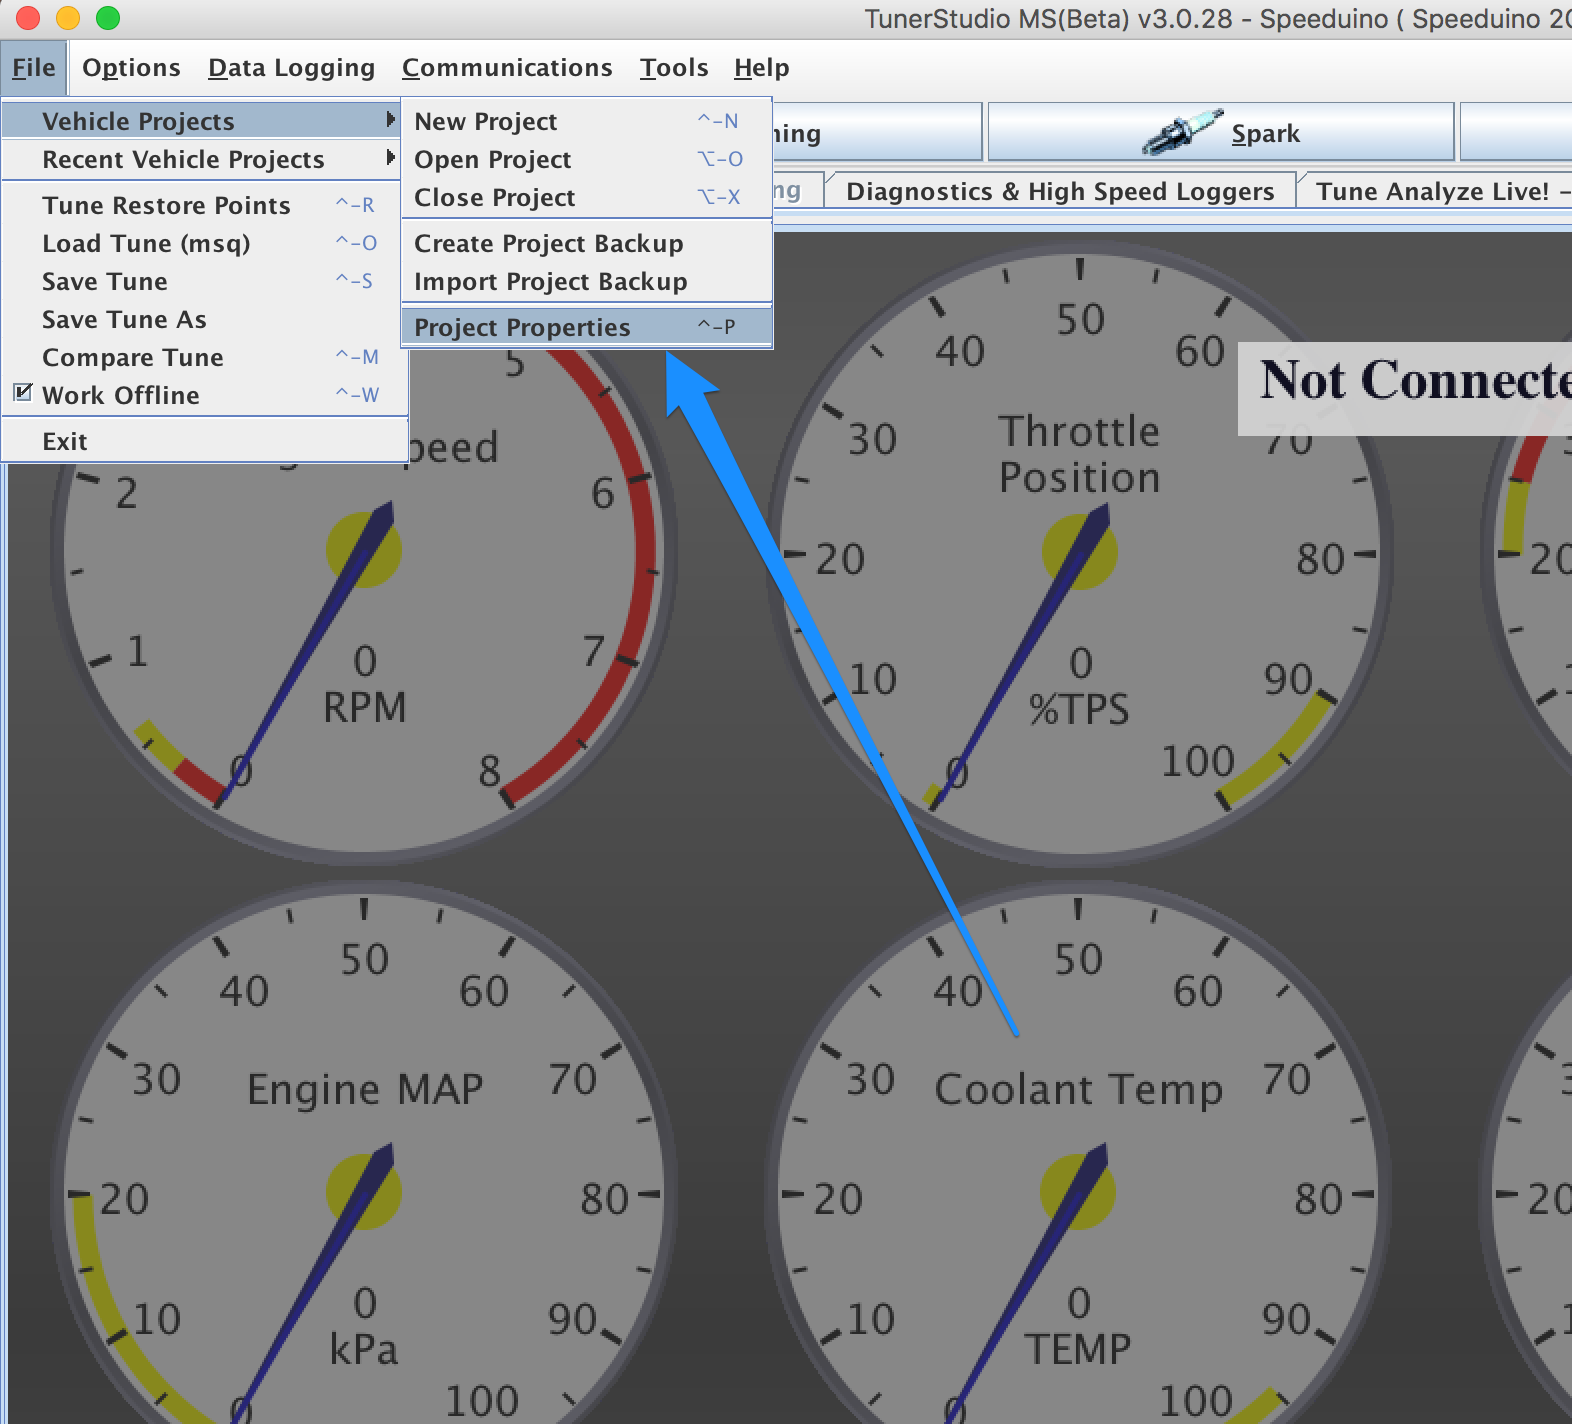 TunerStudio MS(Beta) v3.0.28 - Speeduino ( Speeduino
File Options Data Logging Communications Tools Help
Vehicle Projects
Recent Vehicle Projects
Tune Restore Points ^-R
Load Tune (msq) ^-O
Save Tune ^-S
Save Tune As
Compare Tune ^-M
Work Offline ^-W
Exit
New Project ^-N
Open Project ⌥-O
Close Project ⌥-X
Create Project Backup
Import Project Backup
Project Properties ^-P
Spark
Diagnostics & High Speed Loggers
Tune Analyze Live! -
Not
0 1 2 5 6 7 8
0
RPM
0 10 20 30 40 50 60 70 80 90 100
Throttle
Position
0
%TPS
20
0 10 20 30 40 50 60 70 80 90 100
Engine MAP
0
kPa
0 10 20 30 40 50 60 70 80 90 100
Coolant Temp
0
TEMP
20